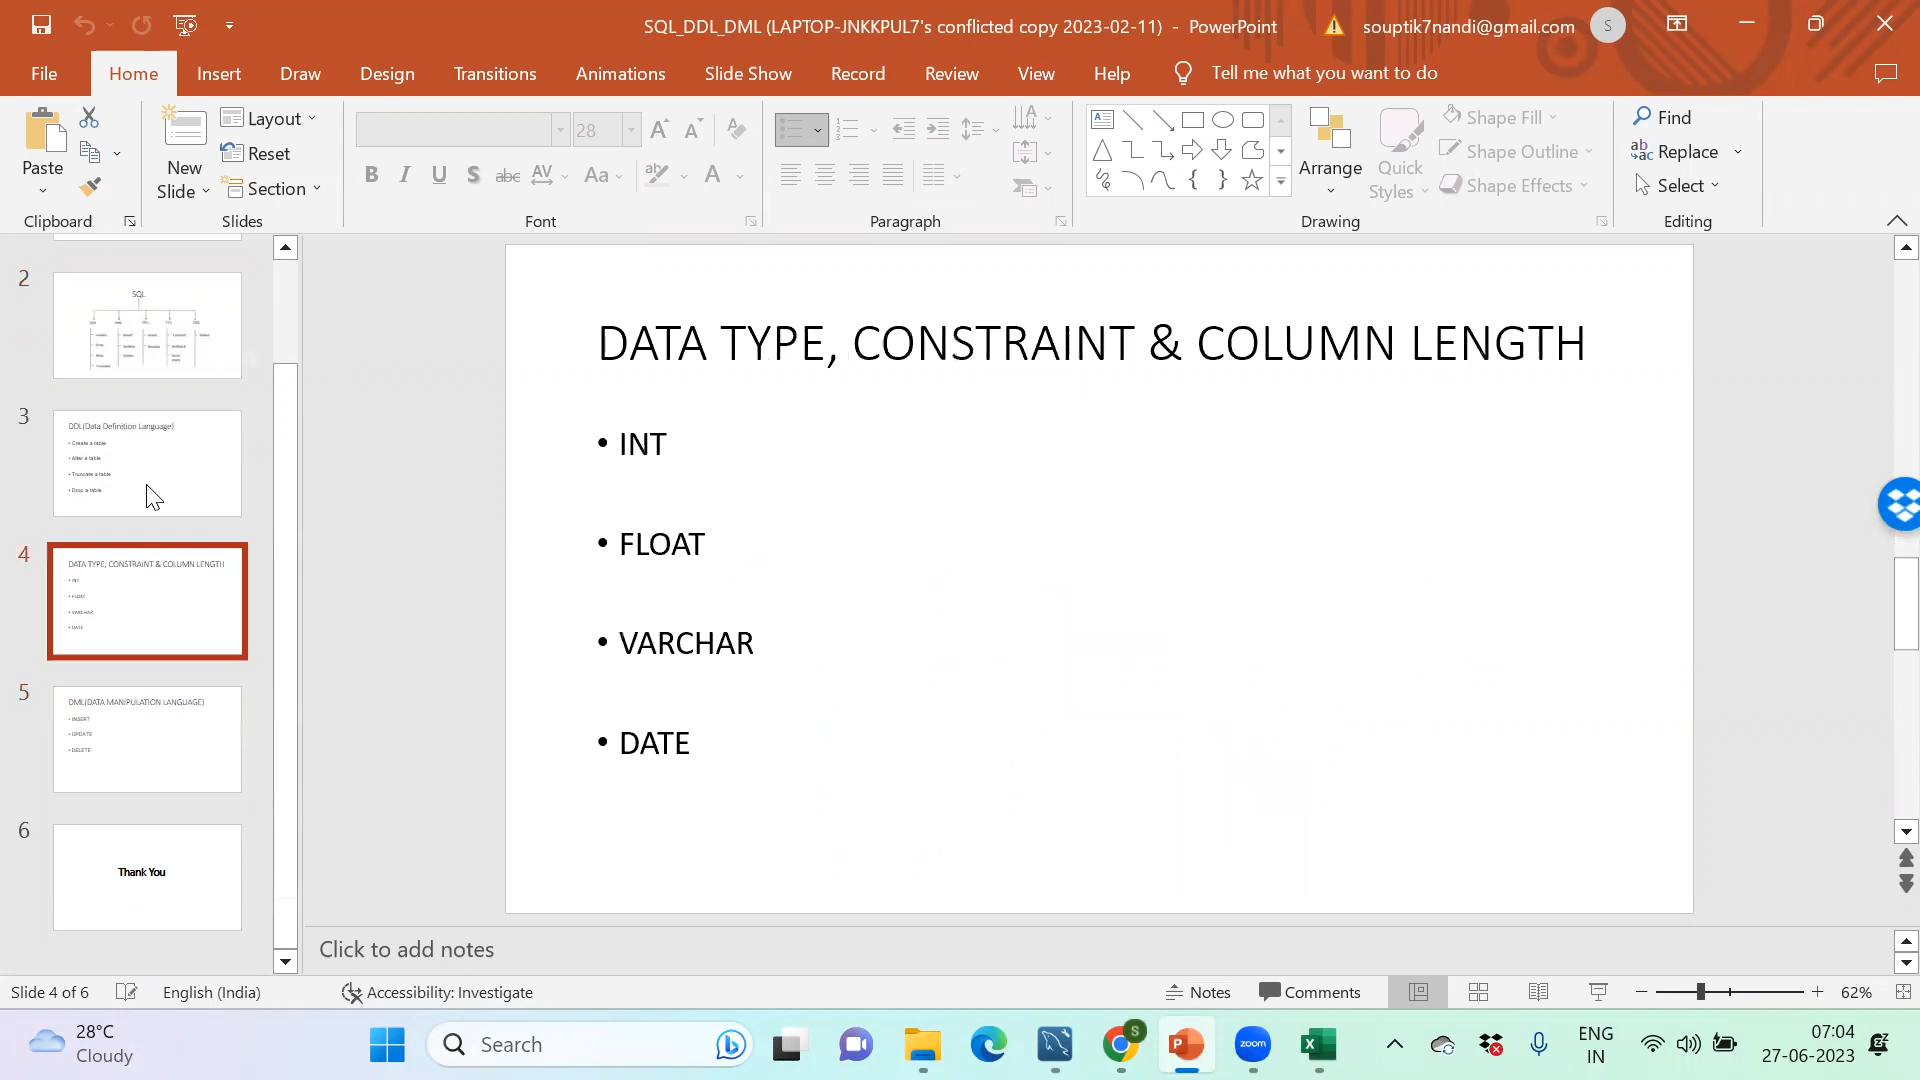 SQL_DDL_DML (LAPTOP-JNKKPUL7's conflicted copy 2023-02-11) - PowerPoint
souptik7nandi@gmail.com
S
File
Home
Insert
Draw
Design
Transitions
Animations
Slide Show
Record
Review
View
Help
Tell me what you want to do
Paste
New
Slide
Layout
Reset
Section
28
B I U S abc AV Aa A
Shape Fill
Shape Outline
Shape Effects
Arrange
Quick
Styles
Find
Replace
Select
Clipboard
Slides
Font
Paragraph
Drawing
Editing
2
SQL
3
DDL(Data Definition Language)
• Create a table
• Alter a table
• Truncate a table
• Drop a table
4
DATA TYPE, CONSTRAINT & COLUMN LENGTH
• INT
• FLOAT
• VARCHAR
• DATE
5
DML(DATA MANIPULATION LANGUAGE)
• INSERT
• UPDATE
• DELETE
6
Thank You
DATA TYPE, CONSTRAINT & COLUMN LENGTH
• INT
• FLOAT
• VARCHAR
• DATE
Click to add notes
Slide 4 of 6
English (India)
Accessibility: Investigate
Notes
Comments
62%
28°C
Cloudy
Search
zoom
ENG
IN
07:04
27-06-2023